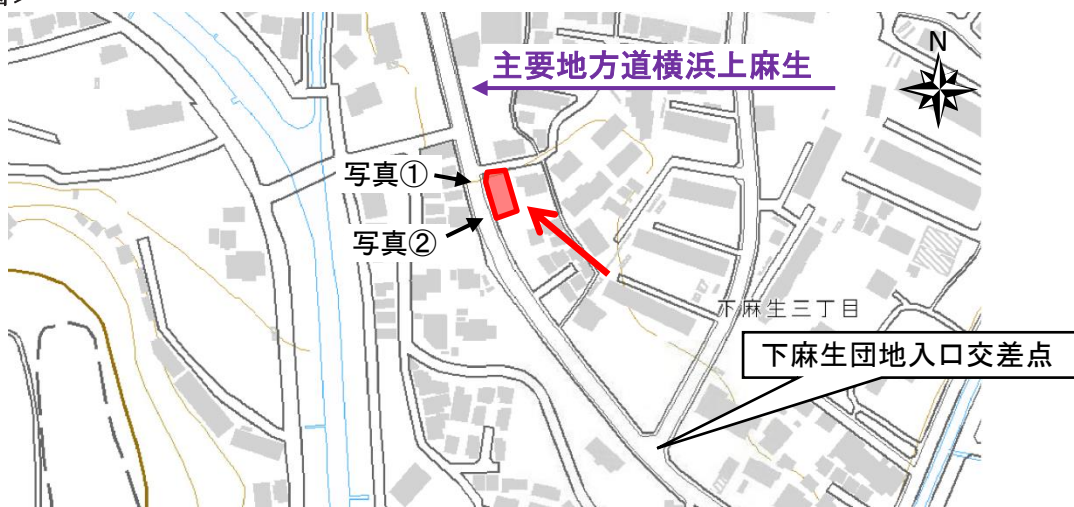 主要地方道横浜上麻生
N
写真①
写真②
下麻生三丁目
下麻生団地入口交差点